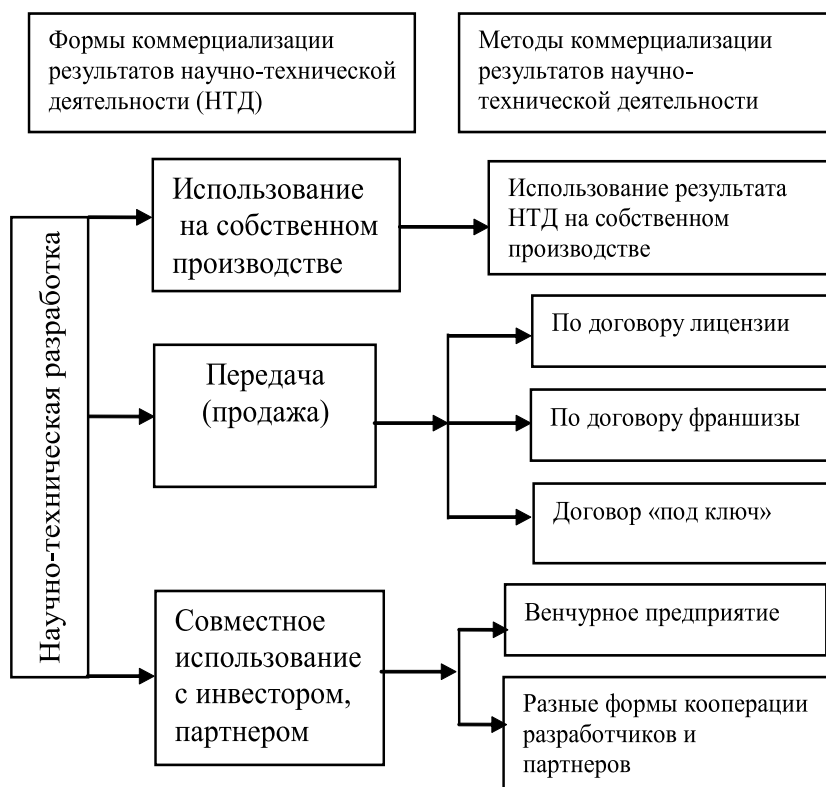 Формы коммерциализации
результатов научно-технической
деятельности (НТД)
Методы коммерциализации
результатов научно-
технической деятельности
Научно-техническая разработка
Использование
на собственном
производстве
Использование результата
НТД на собственном
производстве
Передача
(продажа)
По договору лицензии
По договору франшизы
Договор «под ключ»
Совместное
использование
с инвестором,
партнером
Венчурное предприятие
Разные формы кооперации
разработчиков и
партнеров